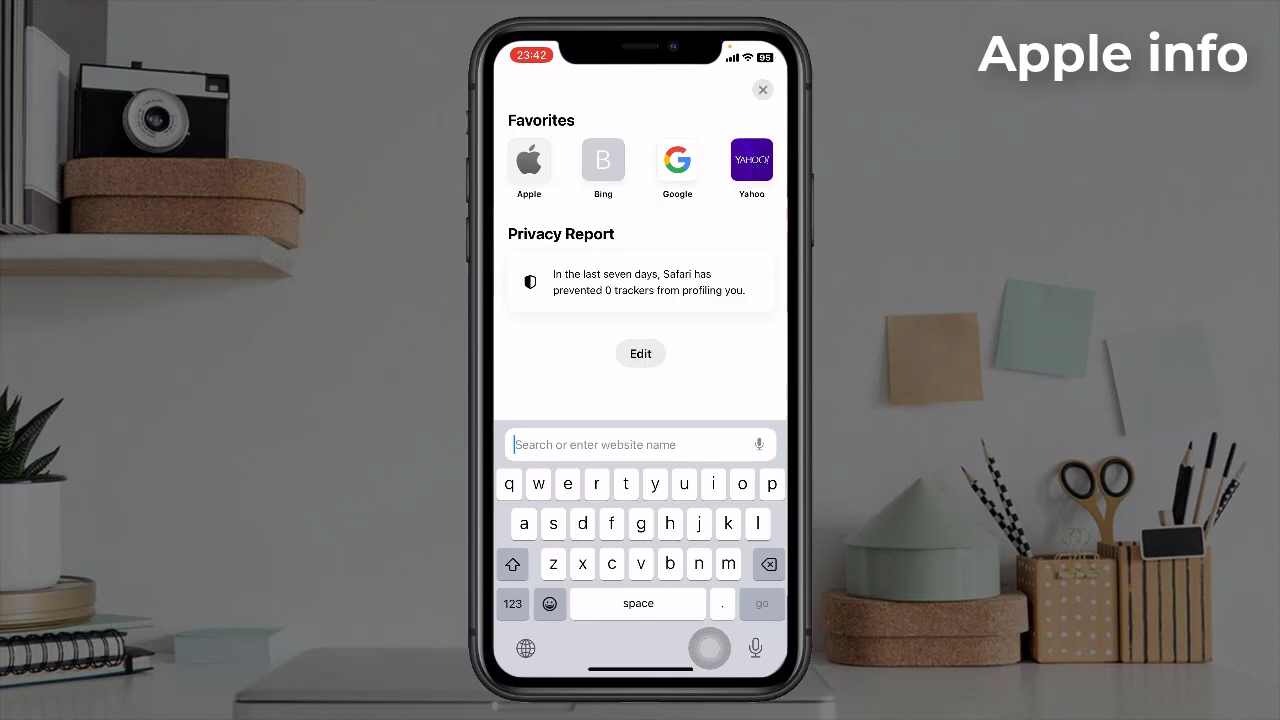 Apple info
23:42
95
Favorites
B
YAHOO!
Apple
Bing
Google
Yahoo
Privacy Report
In the last seven days, Safari has
prevented 0 trackers from profiling you.
Edit
Search or enter website name
q w e r t y u i o p
a s d f g h j k l
z x c v b n m
123
space
.
go